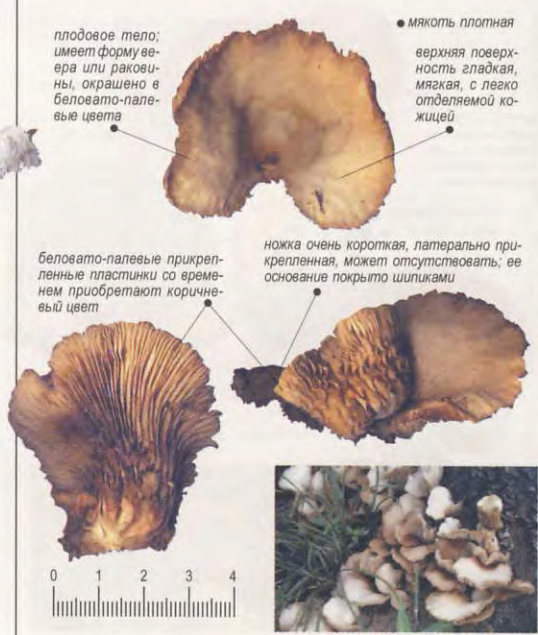 плодовое тело;
имеет форму ве-
ера или ракови-
ны, окрашено в
беловато-пале-
вые цвета
• мякоть плотная
верхняя поверх-
ность гладкая,
мягкая, с легко
отделяемой ко-
жицей
беловато-палевые прикреп-
ленные пластинки со време-
нем приобретают коричне-
вый цвет
ножка очень короткая, латерально при-
крепленная, может отсутствовать; ее
основание покрыто шипиками
0 1 2 3 4